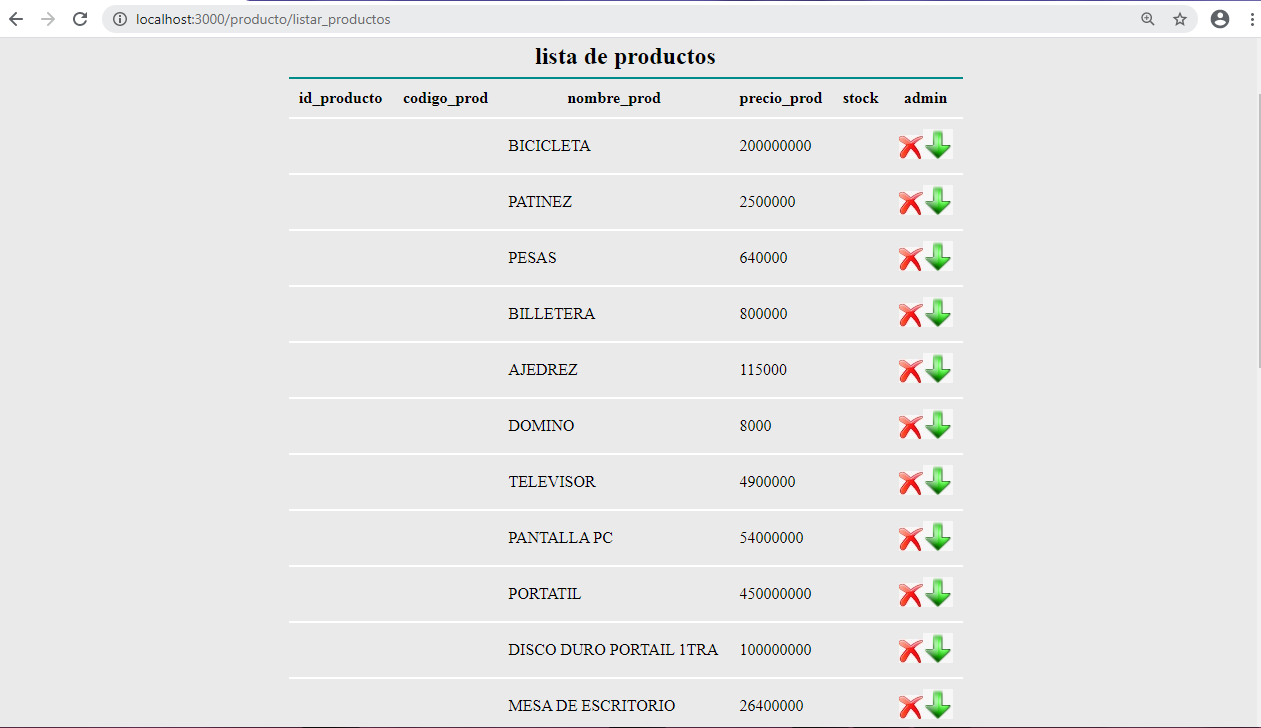 localhost:3000/producto/listar_productos
lista de productos
id_producto codigo_prod nombre_prod precio_prod stock admin
BICICLETA 200000000
PATINEZ 2500000
PESAS 640000
BILLETERA 800000
AJEDREZ 115000
DOMINO 8000
TELEVISOR 4900000
PANTALLA PC 54000000
PORTATIL 450000000
DISCO DURO PORTAIL 1TRA 100000000
MESA DE ESCRITORIO 26400000